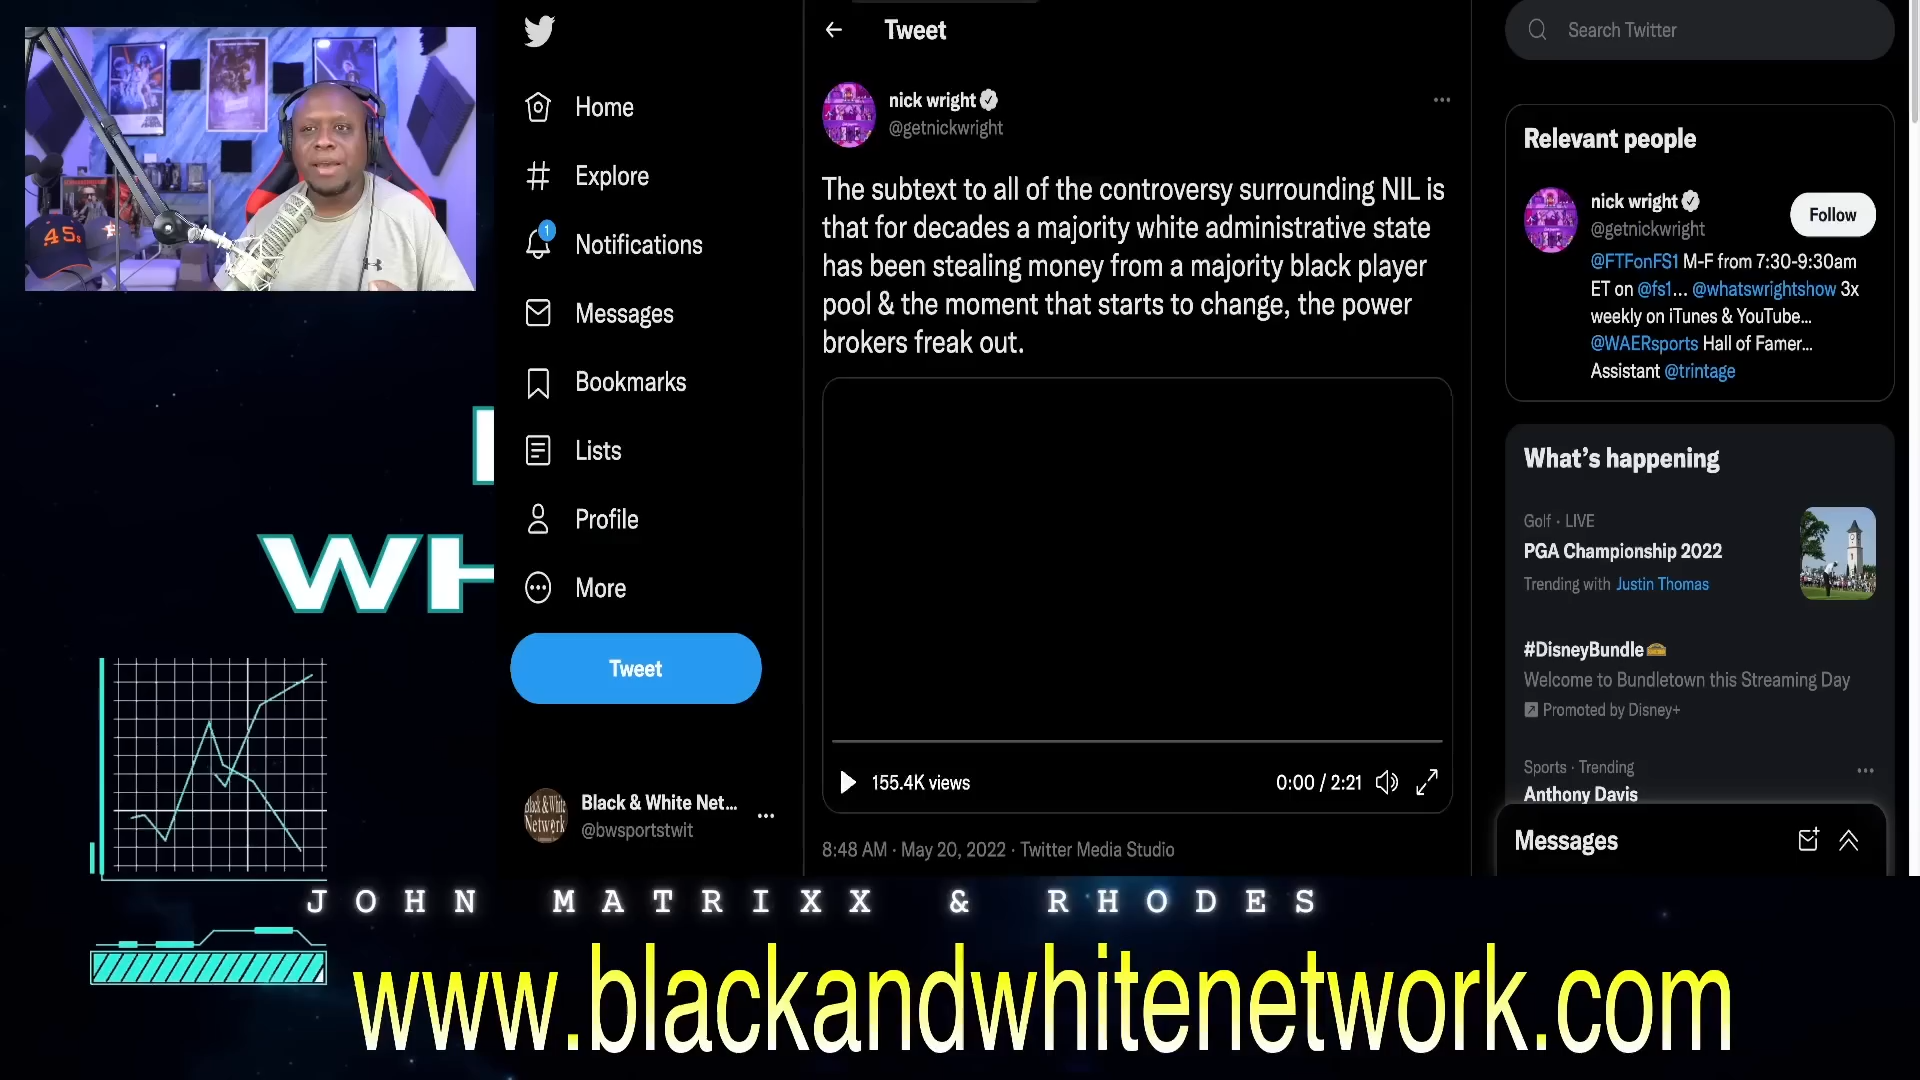 45s
WH
Home
Explore
1
Notifications
Messages
Bookmarks
Lists
Profile
More
Tweet
Black & White Net...
@bwsportstwit
Tweet
nick wright
@getnickwright
The subtext to all of the controversy surrounding NIL is
that for decades a majority white administrative state
has been stealing money from a majority black player
pool & the moment that starts to change, the power
brokers freak out.
155.4K views
0:00 / 2:21
8:48 AM · May 20, 2022 · Twitter Media Studio
Search Twitter
Relevant people
nick wright
@getnickwright
Follow
@FTFonFS1 M-F from 7:30-9:30am
ET on @fs1... @whatswrightshow 3x
weekly on iTunes & YouTube...
@WAERsports Hall of Famer...
Assistant @trintage
What's happening
Golf · LIVE
PGA Championship 2022
Trending with Justin Thomas
#DisneyBundle
Welcome to Bundletown this Streaming Day
Promoted by Disney+
Sports · Trending
Anthony Davis
Messages
JOHN MATRIXX & RHODES
www.blackandwhitenetwork.com